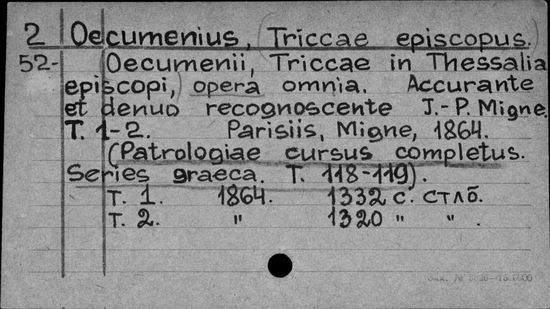 2 Oecumenius, (Triccae episcopus.)
52- Oecumenii, Triccae in Thessalia
episcopi, opera omnia. Accurante
et denuo recognoscente J.-P. Migne.
T. 1-2. Parisiis, Migne, 1864.
(Patrologiae cursus completus.
Series graeca. T. 118-119).
T. 1. 1864. 1332 с. стлб.
T. 2. " 1320 " " .